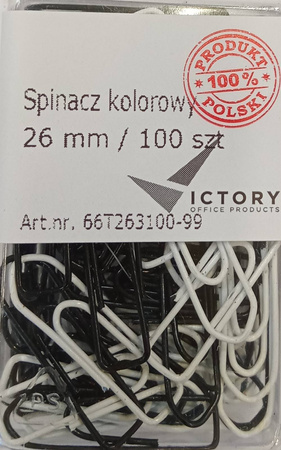 PRODUKT
100%
POLSKI
Spinacz kolorowy
26 mm / 100 szt
VICTORY
OFFICE PRODUCTS
Art.nr. 66T263100-99